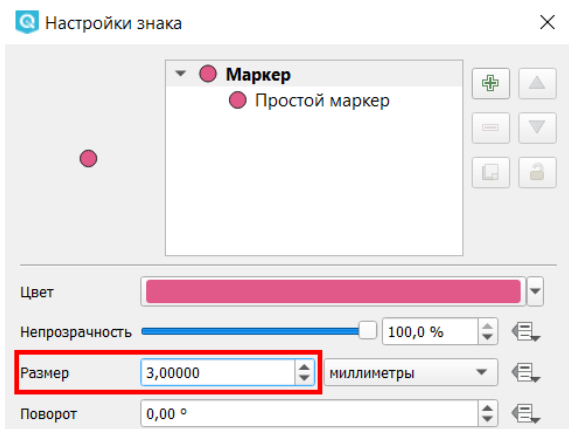 Настройки знака
Маркер
Простой маркер
Цвет
Непрозрачность 100,0 %
Размер 3,00000 миллиметры
Поворот 0,00 °